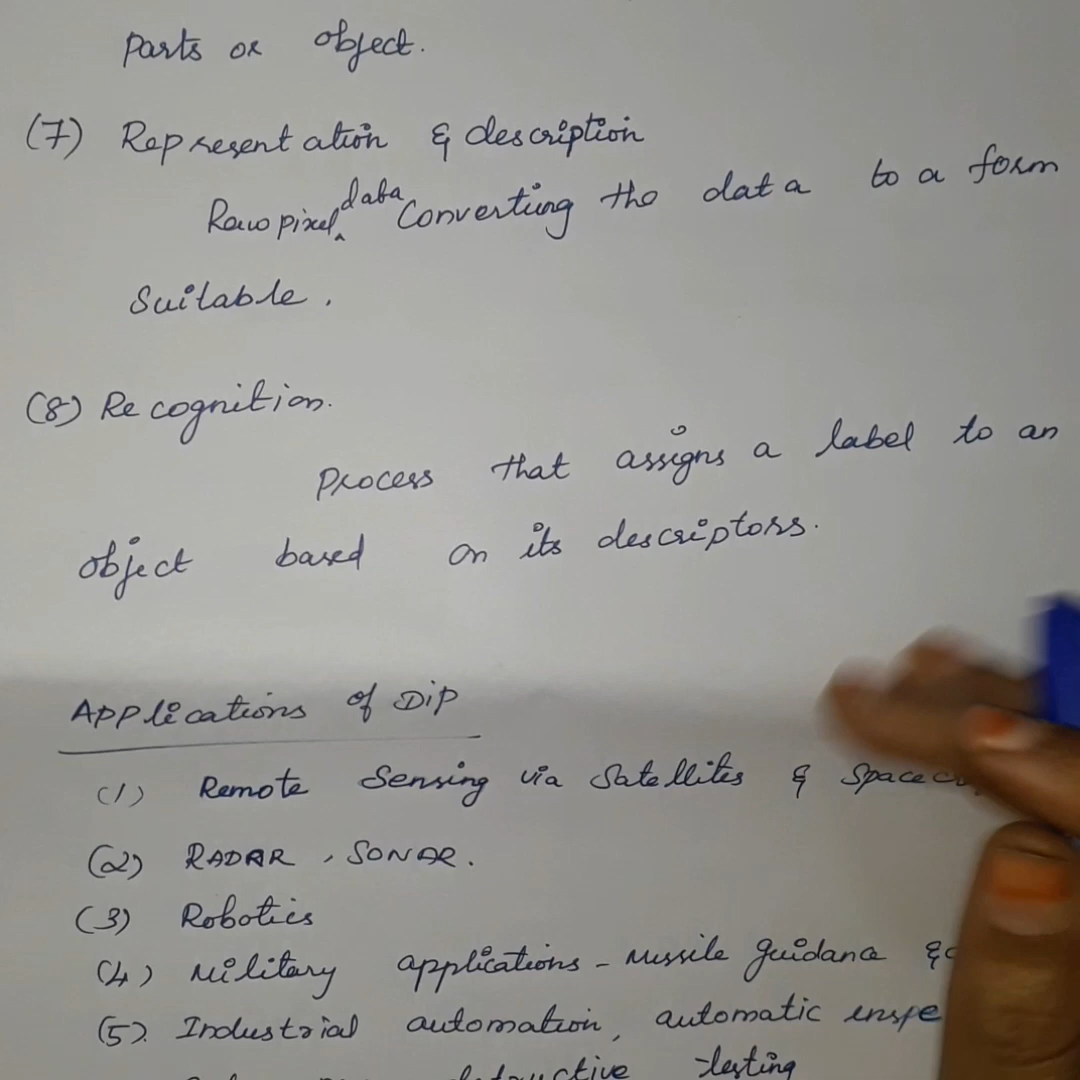 Parts or object.
(7) Representation & description
Raw pixel data Converting the data to a form
Suitable.
(8) Recognition.
Process that assigns a label to an
object based on its descriptors.
Applications of DIP
(1) Remote Sensing via Satellites &
(2) RADAR, SONAR.
(3) Robotics
(4) Military applications - Missile guidance &
(5). Industrial automation, automatic inspe
testing